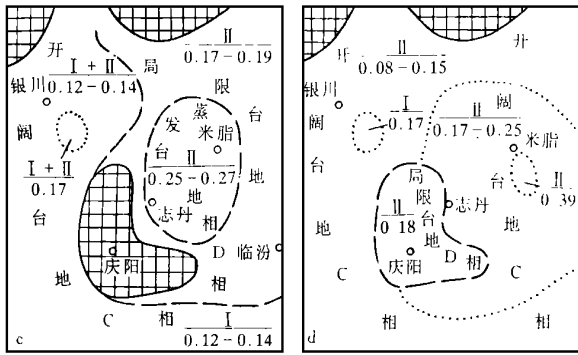 开
I + II
0.12-0.14
局
II
0.17-0.19
限
台
地
相
D
银川
阔
台
地
C
相
I + II
0.17
蒸
发
台
地
相
米脂
II
0.25-0.27
志丹
庆阳
临汾
I
0.12-0.14
c
开
II
0.08-0.15
开
银川
阔
台
地
C
相
I
0.17
阔
台
地
C
相
II
0.17-0.25
米脂
II
0.39
局
限
台
地
D
相
II
0.18
志丹
庆阳
d